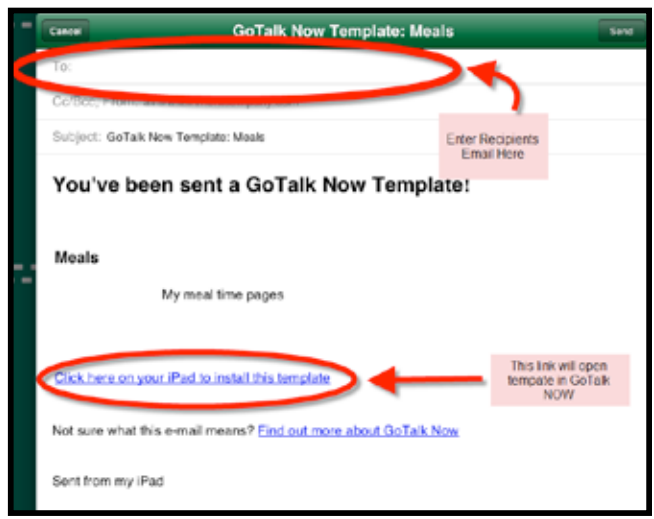 Cancel
GoTalk Now Template: Meals
Send
To:
Cc/Bcc, From:
Subject: GoTalk Now Template: Meals
Enter Recipients
Email Here
You've been sent a GoTalk Now Template!
Meals
My meal time pages
Click here on your iPad to install this template
This link will open
tempate in GoTalk
NOW
Not sure what this e-mail means? Find out more about GoTalk Now
Sent from my iPad